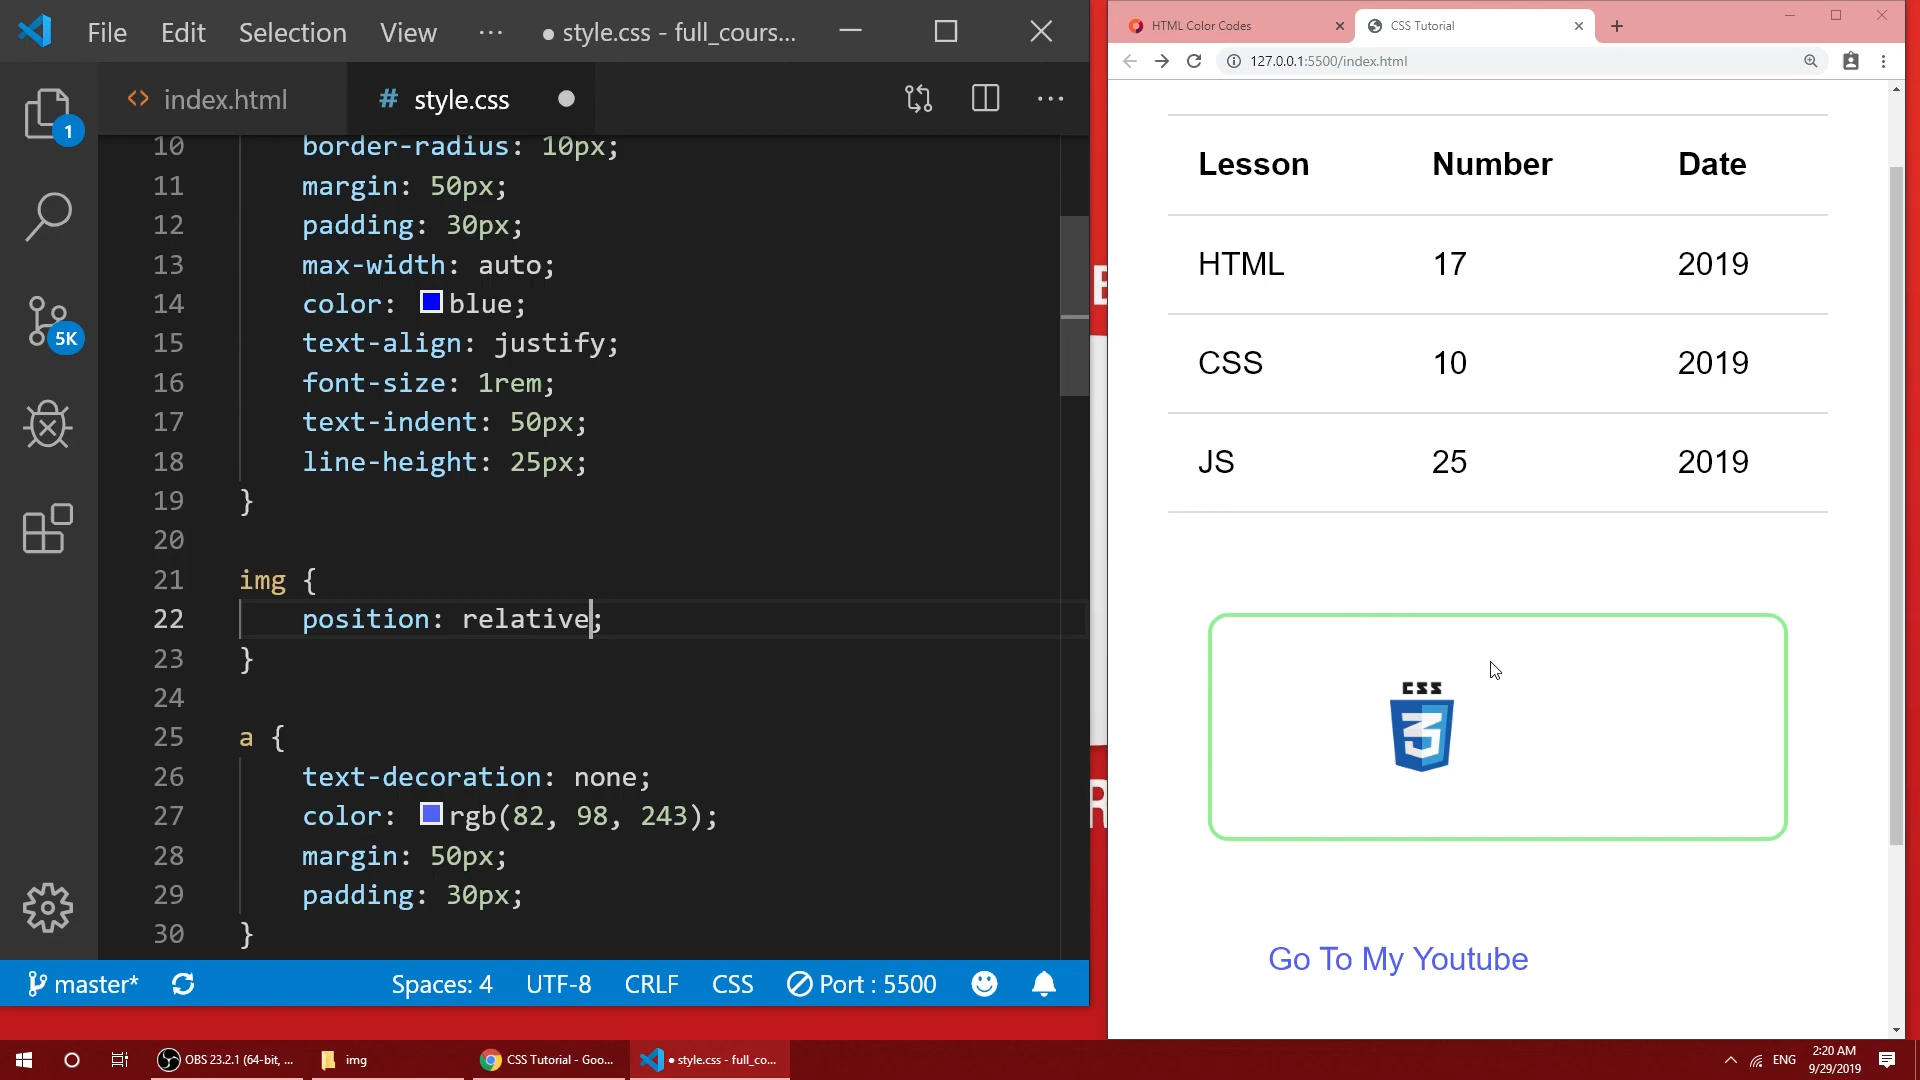 File Edit Selection View ··· ● style.css - full_cours...
index.html
# style.css
1
5K
10 border-radius: 10px;
11 margin: 50px;
12 padding: 30px;
13 max-width: auto;
14 color: blue;
15 text-align: justify;
16 font-size: 1rem;
17 text-indent: 50px;
18 line-height: 25px;
19 }
20
21 img {
22 position: relative;
23 }
24
25 a {
26 text-decoration: none;
27 color: rgb(82, 98, 243);
28 margin: 50px;
29 padding: 30px;
30 }
master* Spaces: 4 UTF-8 CRLF CSS Port : 5500
HTML Color Codes
CSS Tutorial
127.0.0.1:5500/index.html
Lesson Number Date
HTML 17 2019
CSS 10 2019
JS 25 2019
CSS
3
Go To My Youtube
E
R
OBS 23.2.1 (64-bit, ...
img
CSS Tutorial - Goo...
● style.css - full_co...
ENG
2:20 AM
9/29/2019